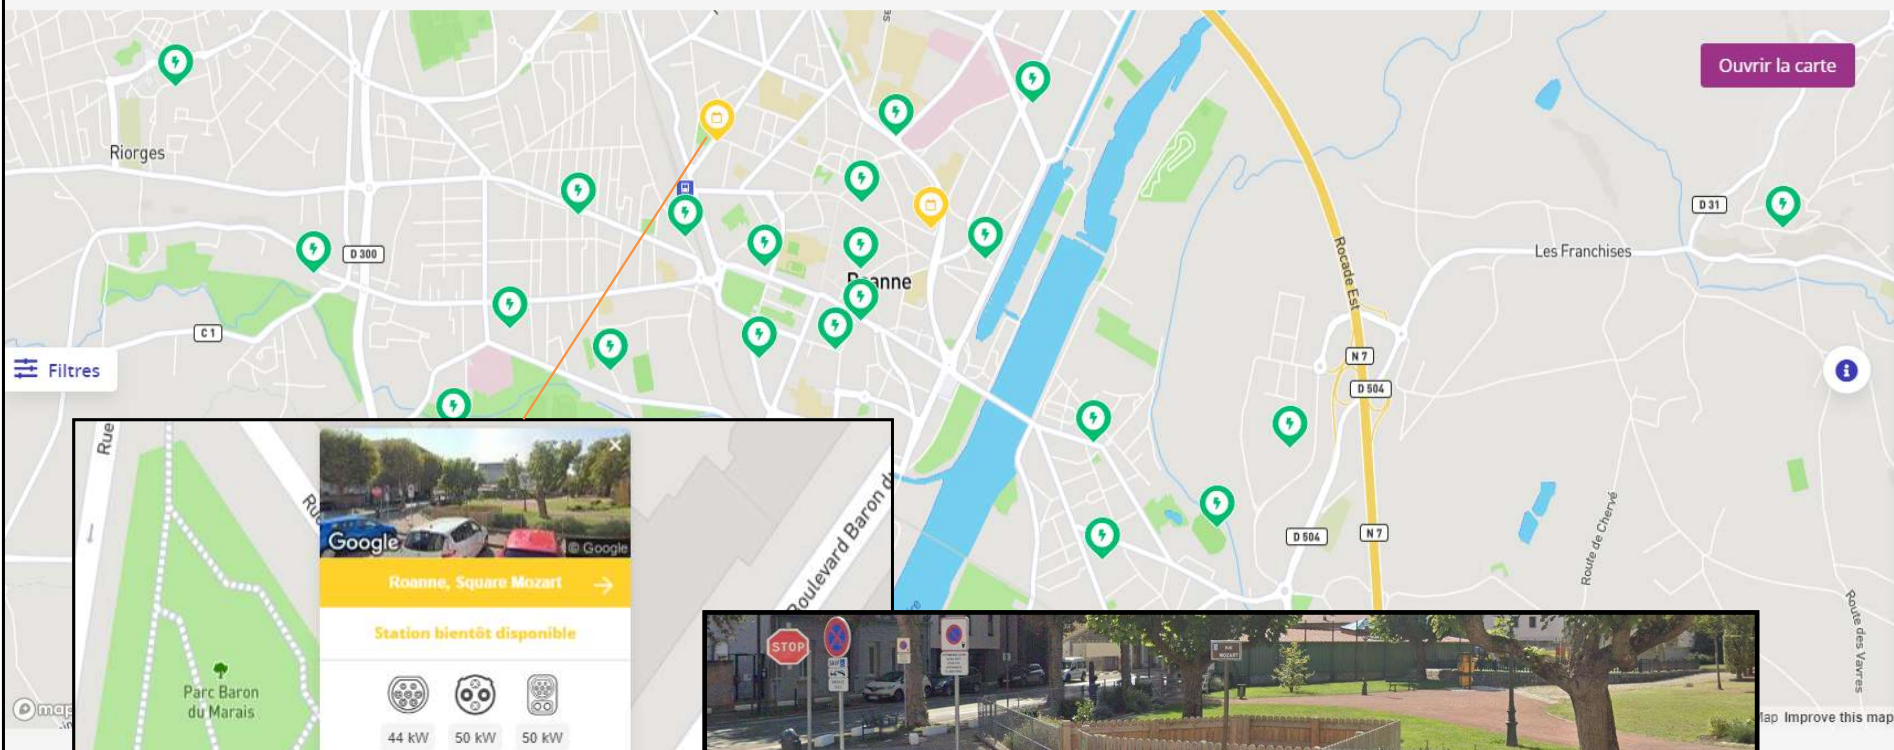 Ouvrir la carte
Riorges
D 31
Les Franchises
D 300
Roanne
Rocade Est
C 1
N 7
Filtres
D 504
Route de Chervé
D 504
N 7
Route des Vavres
Improve this map
Rue
Boulevard Baron d
Google
© Google
Roanne, Square Mozart
Station bientôt disponible
Parc Baron
du Marais
44 kW 50 kW 50 kW
STOP
MOZART